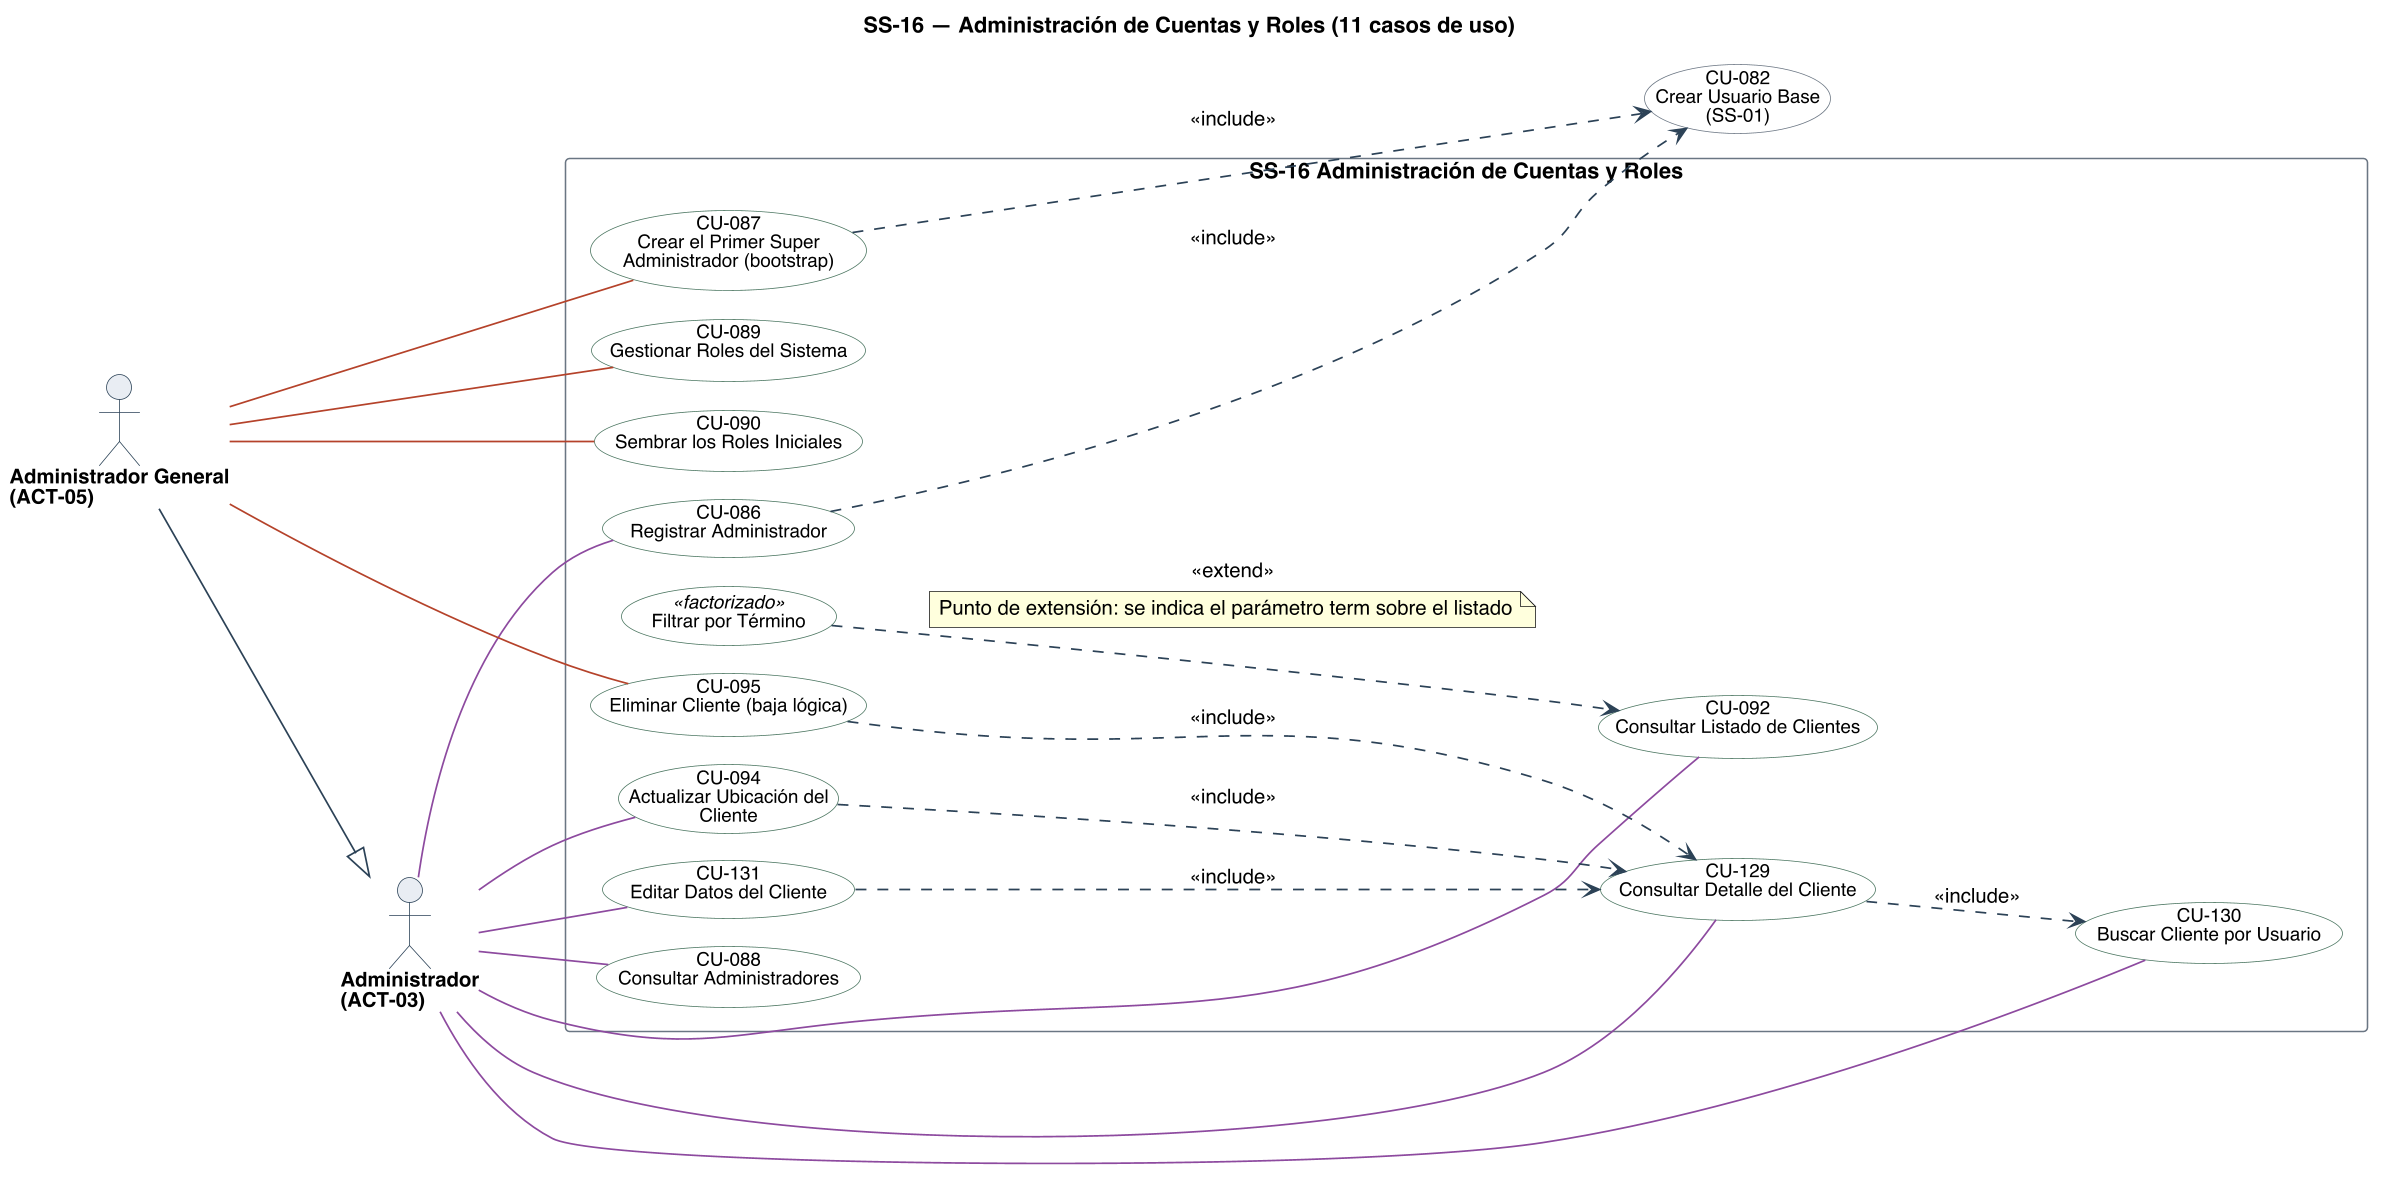 SS-16 — Administración de Cuentas y Roles (11 casos de uso)
CU-082
Crear Usuario Base
(SS-01)
«include»
SS-16 Administración de Cuentas y Roles
CU-087
Crear el Primer Super
Administrador (bootstrap)
«include»
CU-089
Gestionar Roles del Sistema
CU-090
Sembrar los Roles Iniciales
Administrador General
(ACT-05)
CU-086
Registrar Administrador
«extend»
«factorizado»
Filtrar por Término
Punto de extensión: se indica el parámetro term sobre el listado
CU-095
Eliminar Cliente (baja lógica)
«include»
CU-092
Consultar Listado de Clientes
CU-094
Actualizar Ubicación del
Cliente
«include»
CU-131
Editar Datos del Cliente
«include»
CU-129
Consultar Detalle del Cliente
«include»
CU-130
Buscar Cliente por Usuario
CU-088
Consultar Administradores
Administrador
(ACT-03)